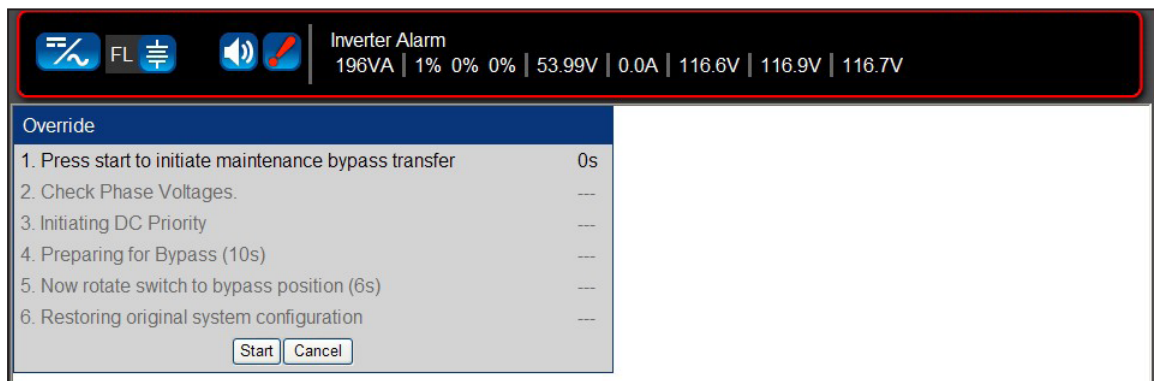 FL
Inverter Alarm
196VA | 1% 0% 0% | 53.99V | 0.0A | 116.6V | 116.9V | 116.7V
Override
1. Press start to initiate maintenance bypass transfer 0s
2. Check Phase Voltages. ---
3. Initiating DC Priority ---
4. Preparing for Bypass (10s) ---
5. Now rotate switch to bypass position (6s) ---
6. Restoring original system configuration ---
Start Cancel